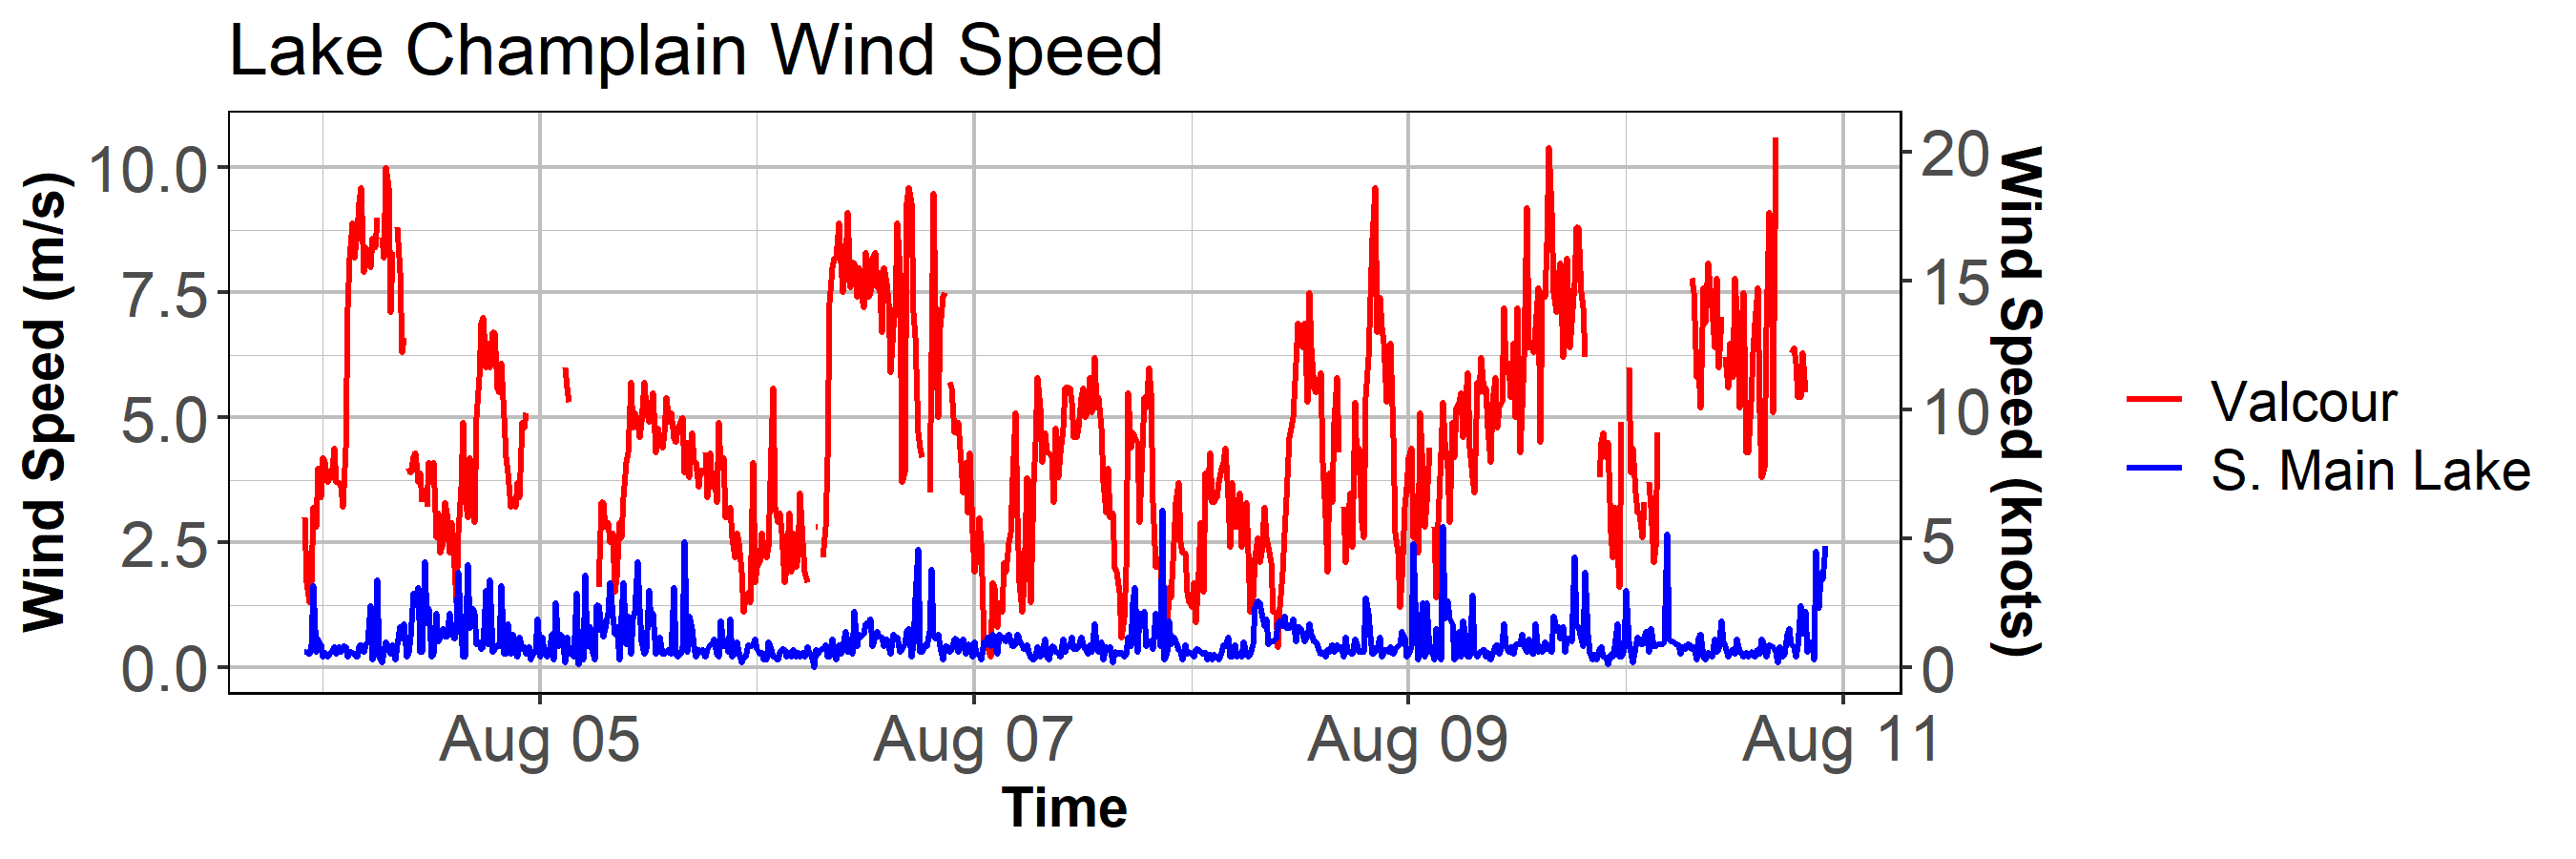 Lake Champlain Wind Speed
Wind Speed (m/s)
10.0
7.5
5.0
2.5
0.0
20
15
10
5
0
Wind Speed (knots)
Aug 05
Aug 07
Aug 09
Aug 11
Time
Valcour
S. Main Lake